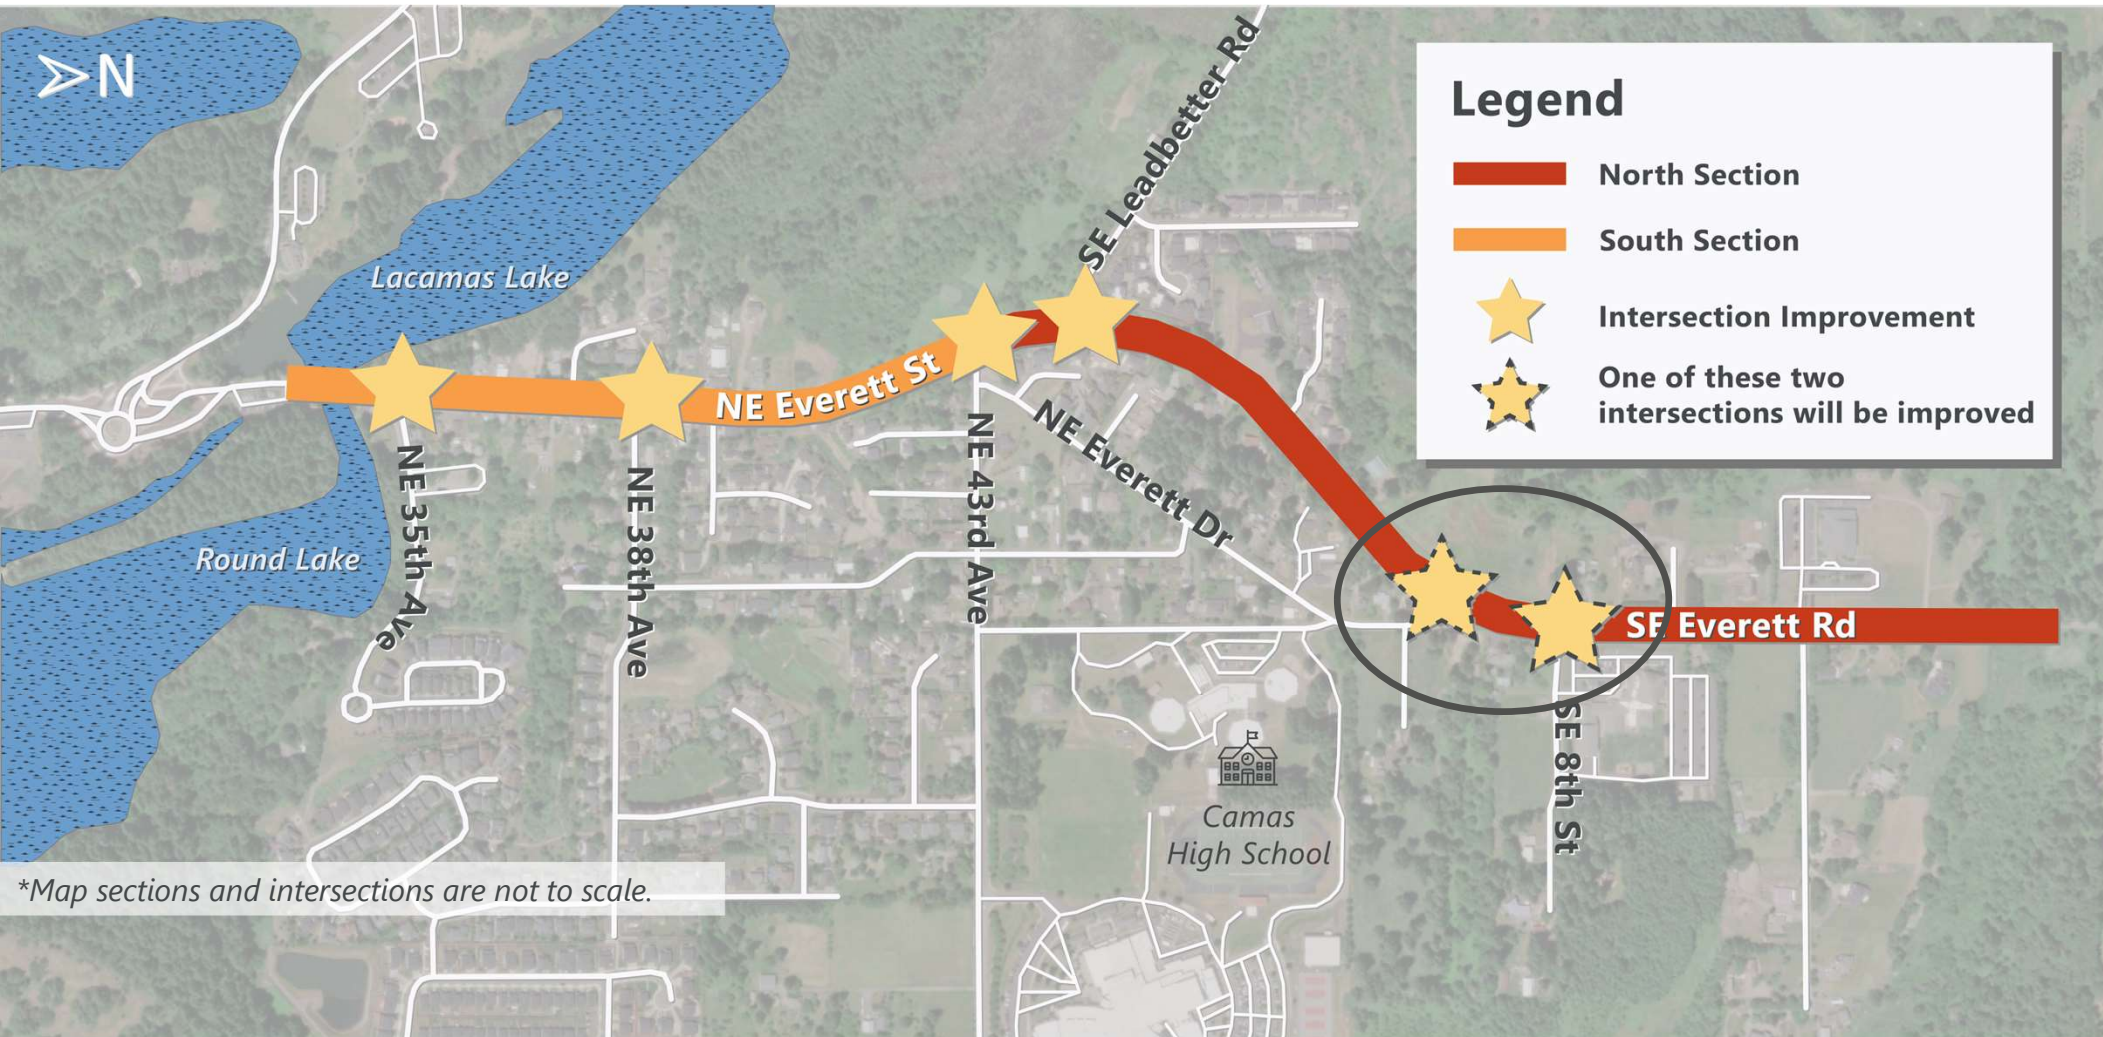 N
SE Leadbetter Rd
Legend
North Section
South Section
Intersection Improvement
One of these two
intersections will be improved
Lacamas Lake
NE Everett St
NE Everett Dr
NE 35th Ave
NE 38th Ave
NE 43rd Ave
Round Lake
SE Everett Rd
SE 8th St
Camas
High School
*Map sections and intersections are not to scale.